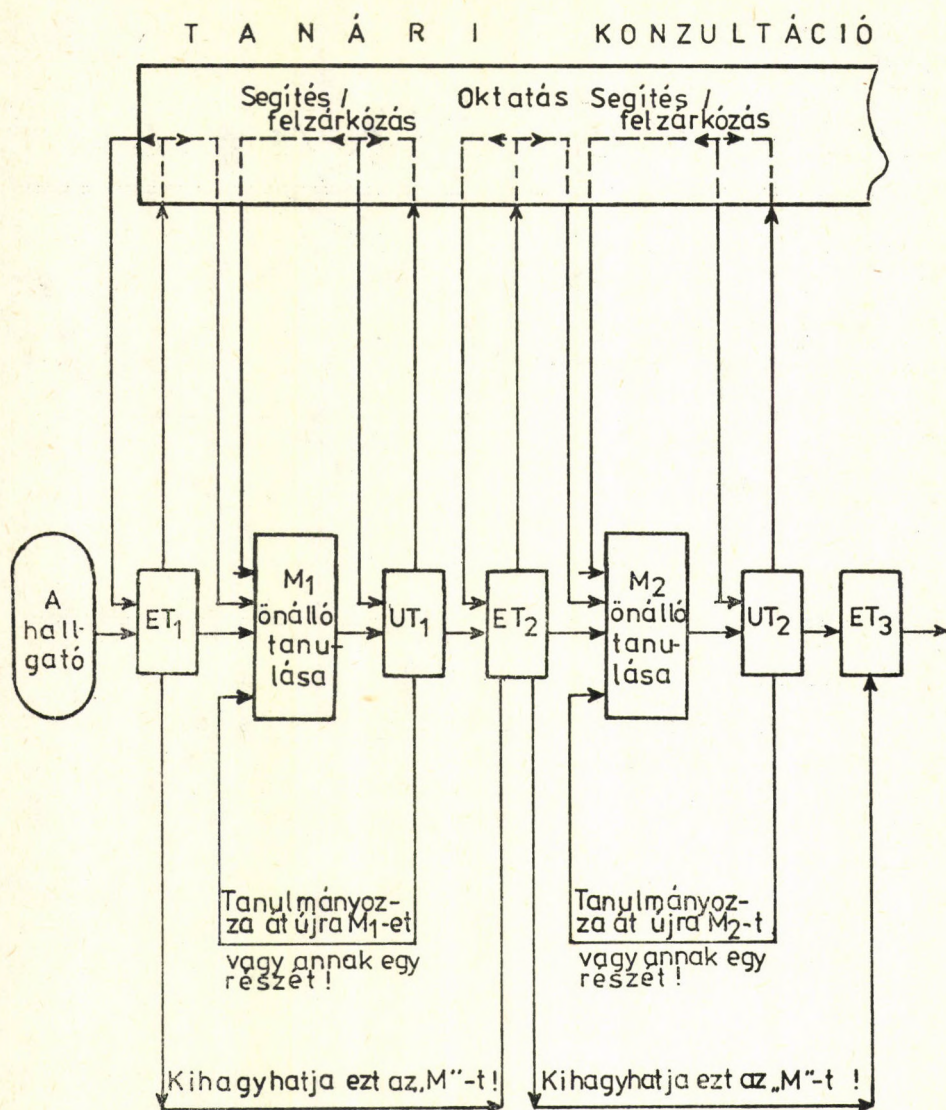 TANÁRI KONZULTÁCIÓ
Segítés /
felzárkózás
Oktatás
Segítés /
felzárkózás
A
hall-
gató
ET1
M1
önálló
tanu-
lása
UT1
ET2
M2
önálló
tanu-
lása
UT2
ET3
Tanulmányoz-
za át újra M1-et
vagy annak egy
részét !
Tanulmányoz-
za át újra M2-t
vagy annak egy
részét !
Kihagyhatja ezt az „M"-t !
Kihagyhatja ezt az „M"-t !